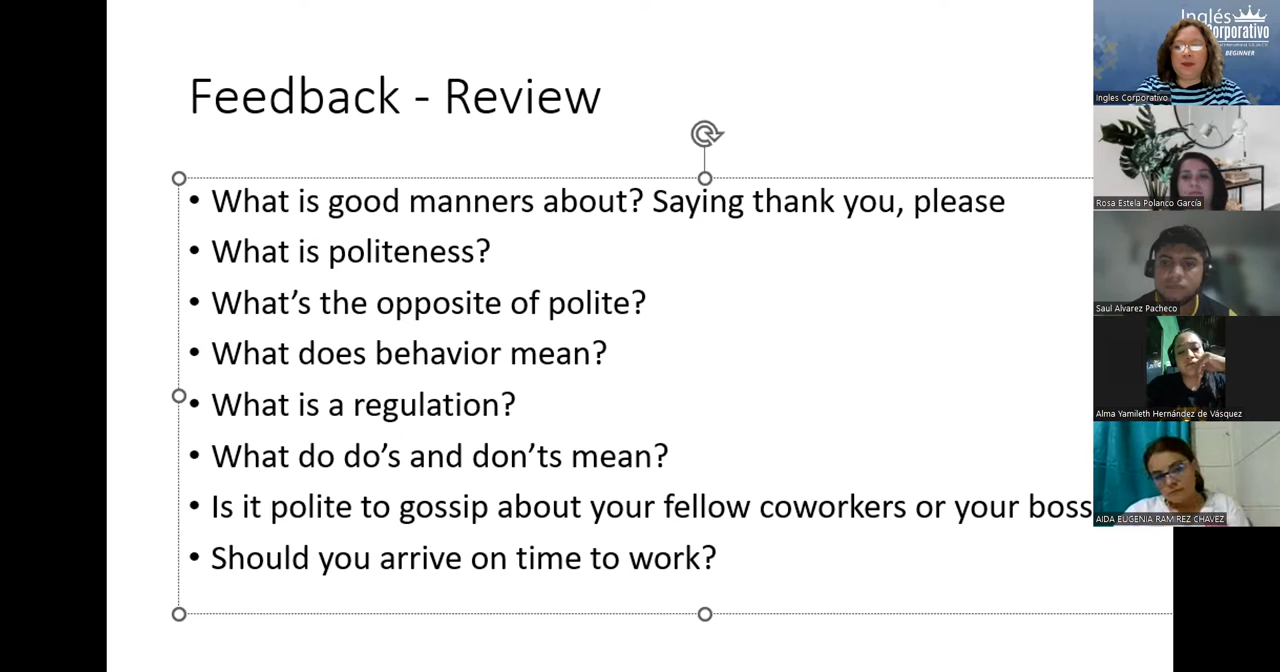 Feedback - Review
• What is good manners about? Saying thank you, please
• What is politeness?
• What's the opposite of polite?
• What does behavior mean?
• What is a regulation?
• What do do's and don'ts mean?
• Is it polite to gossip about your fellow coworkers or your boss
• Should you arrive on time to work?
Inglés
Corporativo
BEGINNER
Ingles Corporativo
Rosa Estela Polanco García
Saul Alvarez Pacheco
Alma Yamileth Hernández de Vásquez
AIDA EUGENIA RAMIREZ CHAVEZ